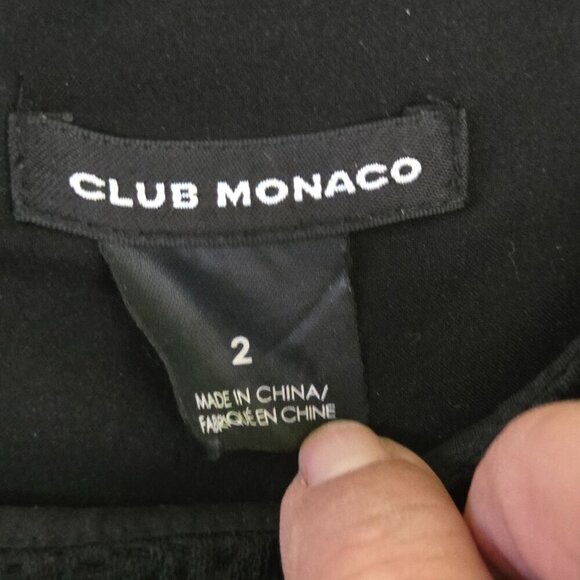 CLUB MONACO
2
MADE IN CHINA/
FABRIQUÉ EN CHINE